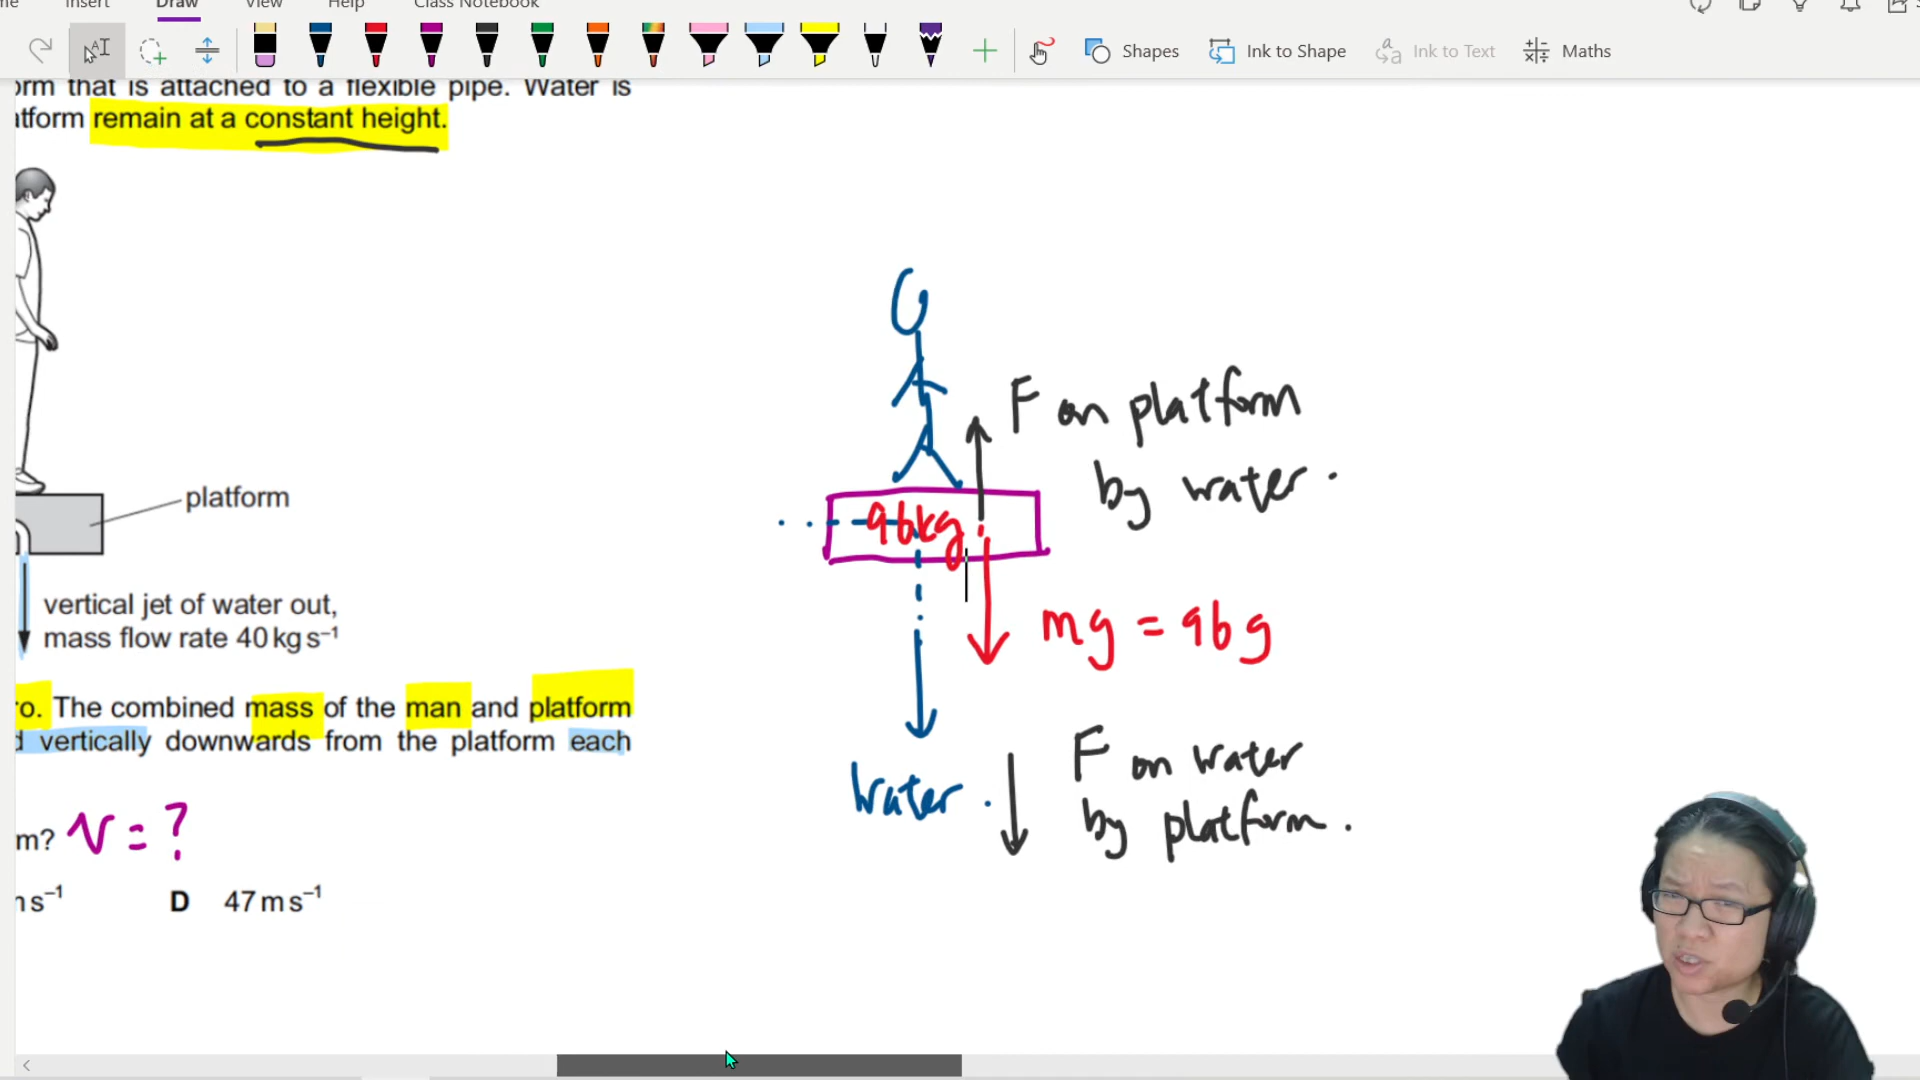 Insert Draw View Help Class Notebook
Shapes Ink to Shape Ink to Text Maths
orm that is attached to a flexible pipe. Water is
atform remain at a constant height.
platform
vertical jet of water out,
mass flow rate 40 kg s⁻¹
o. The combined mass of the man and platform
d vertically downwards from the platform each
m? v = ?
m s⁻¹ D 47 m s⁻¹
F on platform
by water.
96kg
mg = 96g
Water.
F on water
by platform.